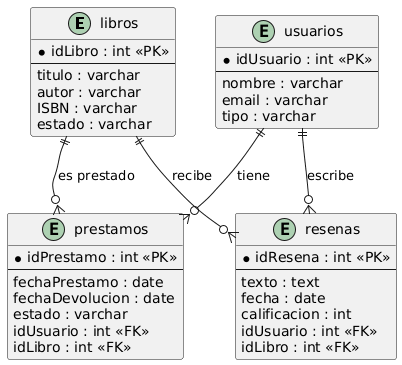 E libros
* idLibro : int «PK»
titulo : varchar
autor : varchar
ISBN : varchar
estado : varchar
E usuarios
* idUsuario : int «PK»
nombre : varchar
email : varchar
tipo : varchar
es prestado
recibe
tiene
escribe
E prestamos
* idPrestamo : int «PK»
fechaPrestamo : date
fechaDevolucion : date
estado : varchar
idUsuario : int «FK»
idLibro : int «FK»
E resenas
* idResena : int «PK»
texto : text
fecha : date
calificacion : int
idUsuario : int «FK»
idLibro : int «FK»